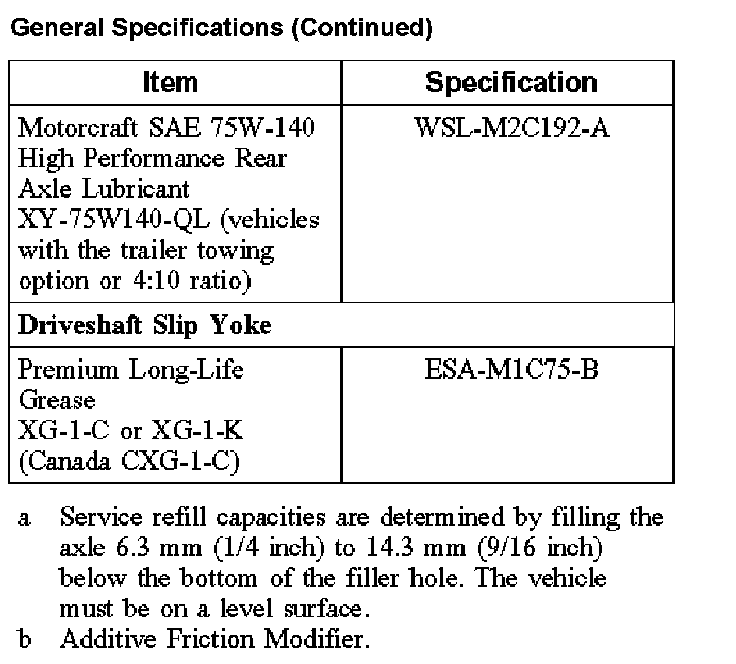 General Specifications (Continued)
Item Specification
Motorcraft SAE 75W-140 WSL-M2C192-A
High Performance Rear
Axle Lubricant
XY-75W140-QL (vehicles
with the trailer towing
option or 4:10 ratio)
Driveshaft Slip Yoke
Premium Long-Life ESA-M1C75-B
Grease
XG-1-C or XG-1-K
(Canada CXG-1-C)
a Service refill capacities are determined by filling the
axle 6.3 mm (1/4 inch) to 14.3 mm (9/16 inch)
below the bottom of the filler hole. The vehicle
must be on a level surface.
b Additive Friction Modifier.